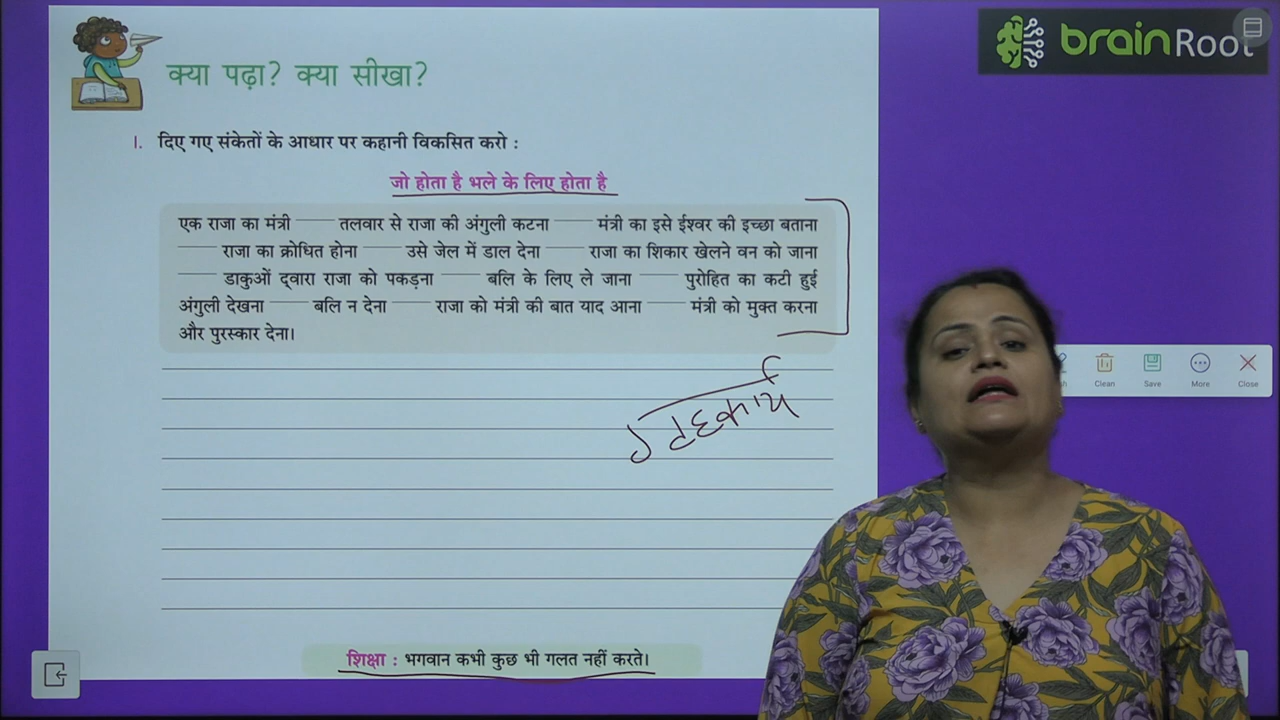 brainRoot
क्या पढ़ा? क्या सीखा?
I. दिए गए संकेतों के आधार पर कहानी विकसित करो :
जो होता है भले के लिए होता है
एक राजा का मंत्री —— तलवार से राजा की अंगुली कटना —— मंत्री का इसे ईश्वर की इच्छा बताना
—— राजा का क्रोधित होना —— उसे जेल में डाल देना —— राजा का शिकार खेलने वन को जाना
—— डाकुओं द्वारा राजा को पकड़ना —— बलि के लिए ले जाना —— पुरोहित का कटी हुई
अंगुली देखना —— बलि न देना —— राजा को मंत्री की बात याद आना —— मंत्री को मुक्त करना
और पुरस्कार देना।
Clean Save More Close
शिक्षा : भगवान कभी कुछ भी गलत नहीं करते।